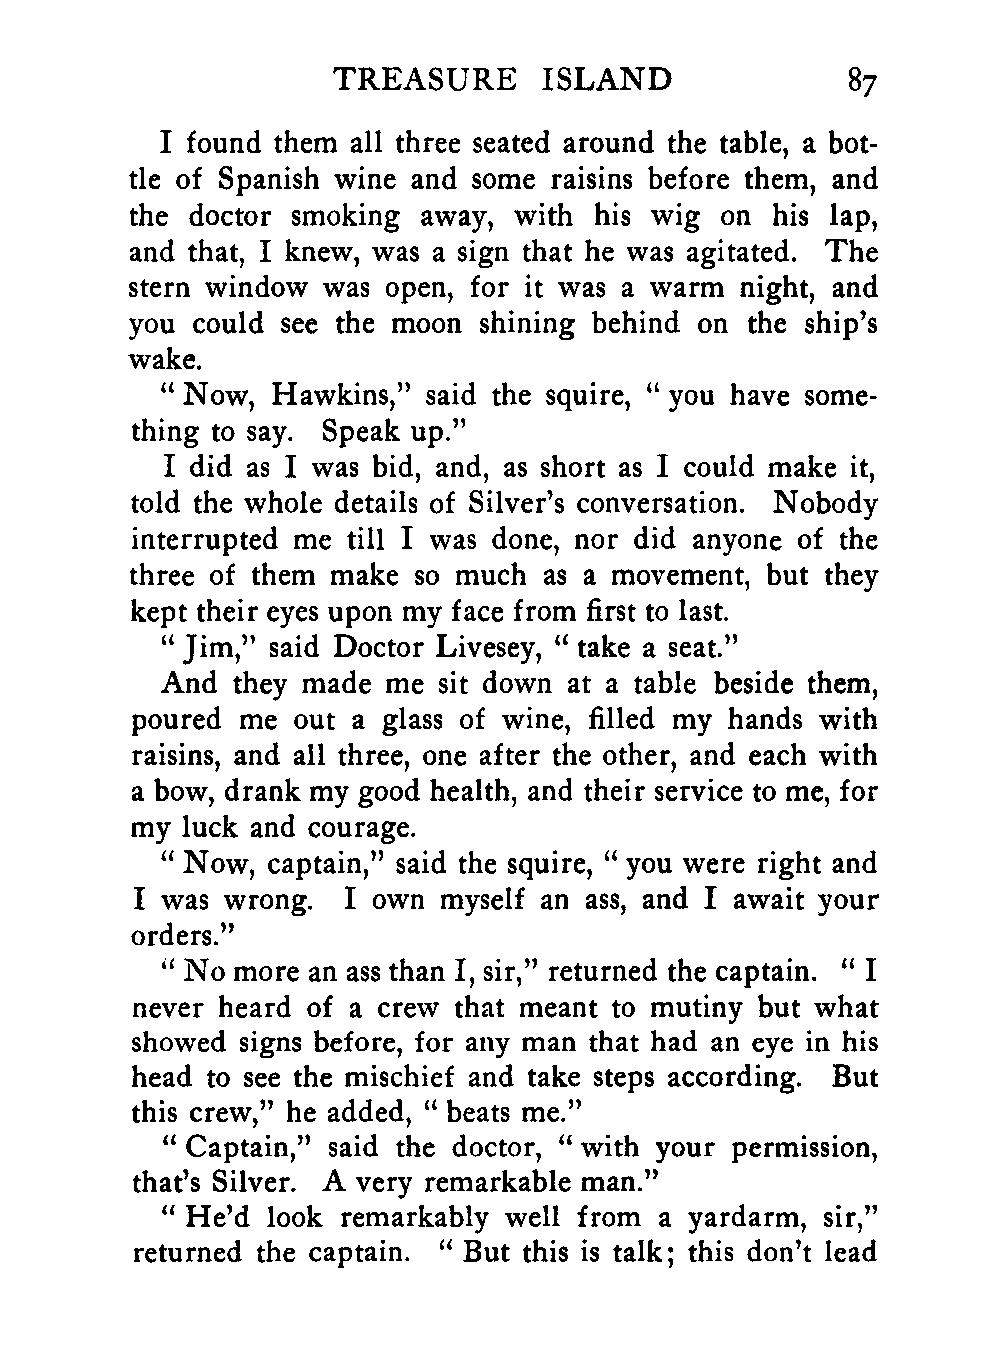 TREASURE ISLAND 87
I found them all three seated around the table, a bot-
tle of Spanish wine and some raisins before them, and
the doctor smoking away, with his wig on his lap,
and that, I knew, was a sign that he was agitated. The
stern window was open, for it was a warm night, and
you could see the moon shining behind on the ship's
wake.
“ Now, Hawkins,” said the squire, “ you have some-
thing to say. Speak up.”
I did as I was bid, and, as short as I could make it,
told the whole details of Silver's conversation. Nobody
interrupted me till I was done, nor did anyone of the
three of them make so much as a movement, but they
kept their eyes upon my face from first to last.
“ Jim,” said Doctor Livesey, “ take a seat.”
And they made me sit down at a table beside them,
poured me out a glass of wine, filled my hands with
raisins, and all three, one after the other, and each with
a bow, drank my good health, and their service to me, for
my luck and courage.
“ Now, captain,” said the squire, “ you were right and
I was wrong. I own myself an ass, and I await your
orders.”
“ No more an ass than I, sir,” returned the captain. “ I
never heard of a crew that meant to mutiny but what
showed signs before, for any man that had an eye in his
head to see the mischief and take steps according. But
this crew,” he added, “ beats me.”
“ Captain,” said the doctor, “ with your permission,
that's Silver. A very remarkable man.”
“ He'd look remarkably well from a yardarm, sir,”
returned the captain. “ But this is talk; this don't lead